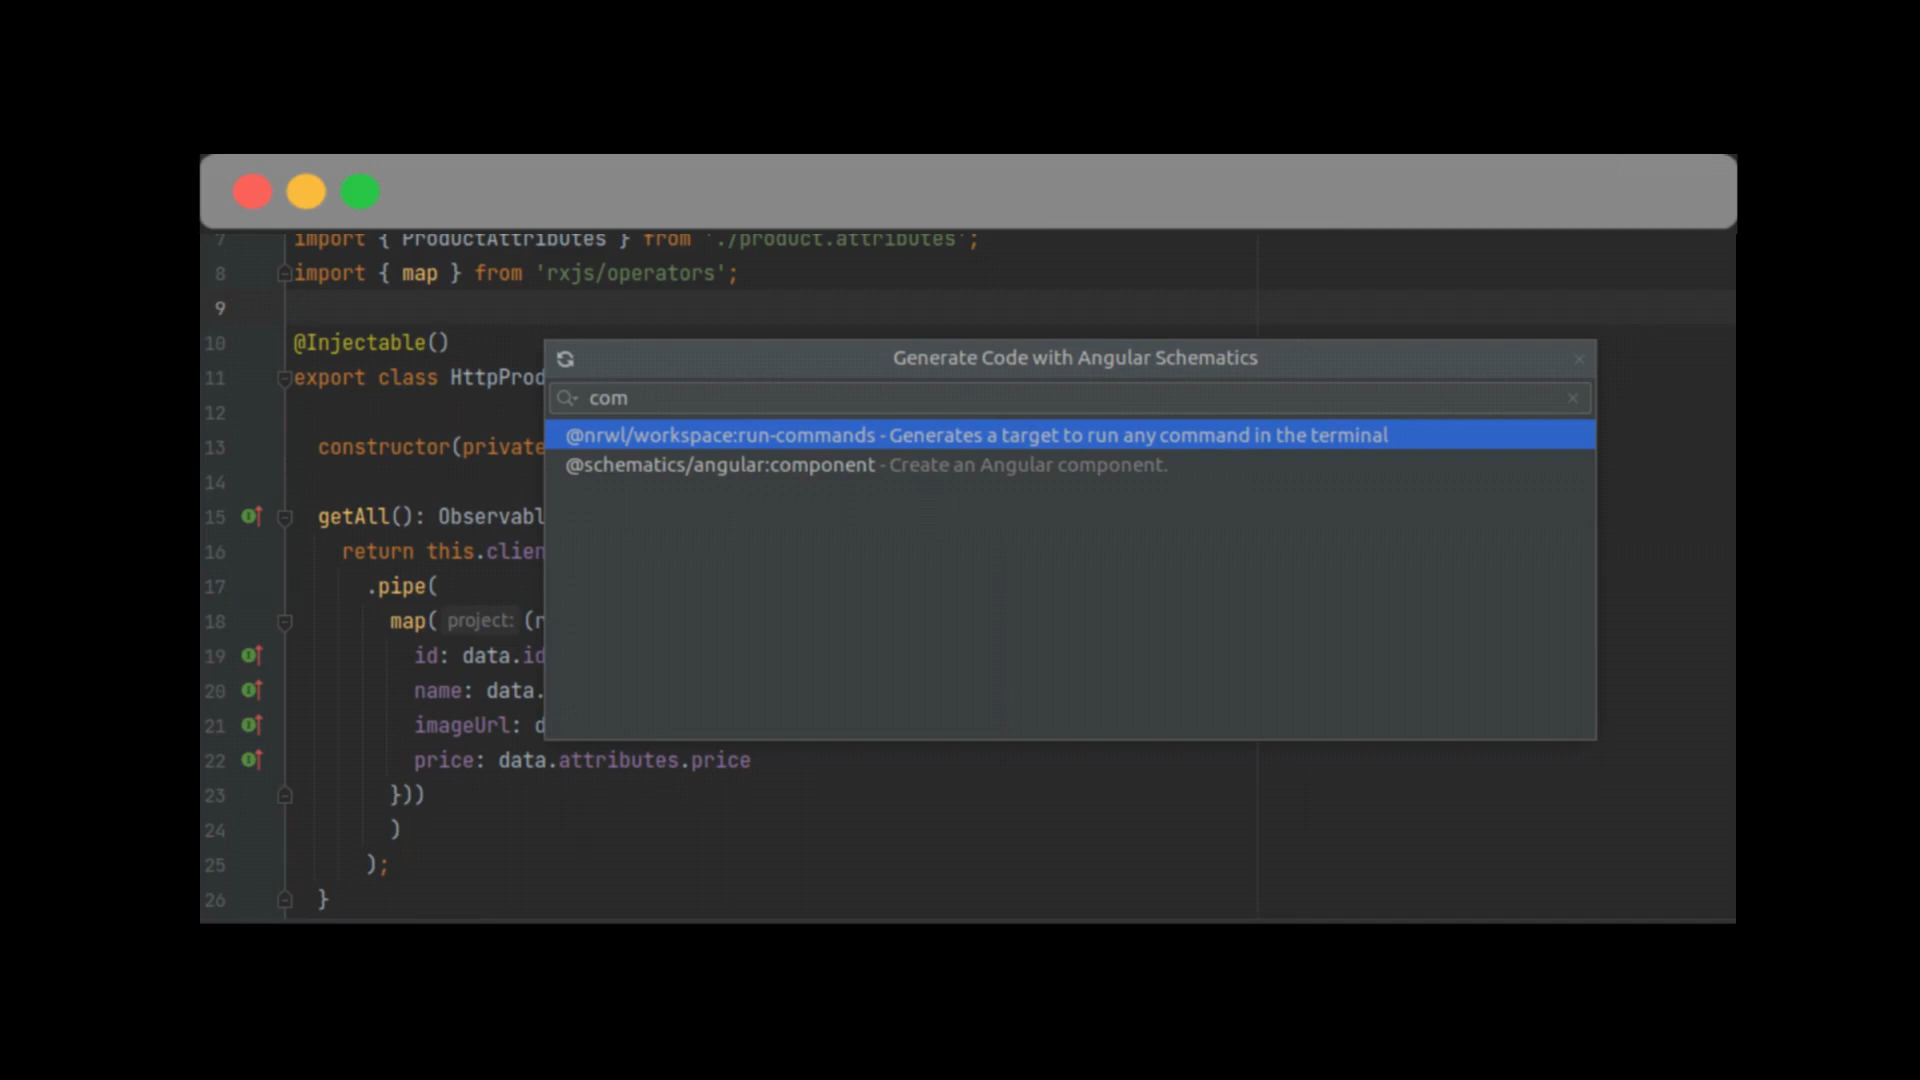 7 import { ProductAttributes } from './product.attributes';
8 import { map } from 'rxjs/operators';
9
10 @Injectable()
11 export class HttpProd
12
13 constructor(private
14
15 getAll(): Observabl
16 return this.clien
17 .pipe(
18 map( project: (r
19 id: data.id
20 name: data.
21 imageUrl: d
22 price: data.attributes.price
23 }))
24 )
25 );
26 }
Generate Code with Angular Schematics
com
@nrwl/workspace:run-commands - Generates a target to run any command in the terminal
@schematics/angular:component - Create an Angular component.